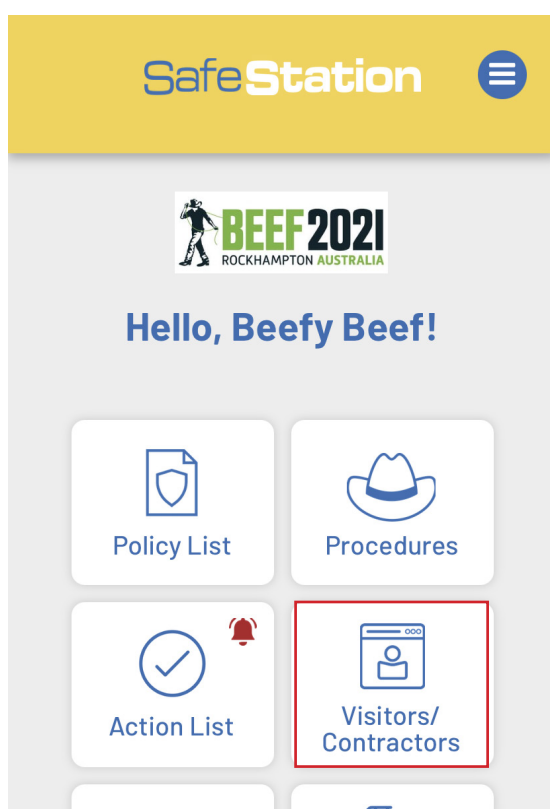 SafeStation
BEEF2021
ROCKHAMPTON AUSTRALIA
Hello, Beefy Beef!
Policy List
Procedures
Action List
Visitors/
Contractors